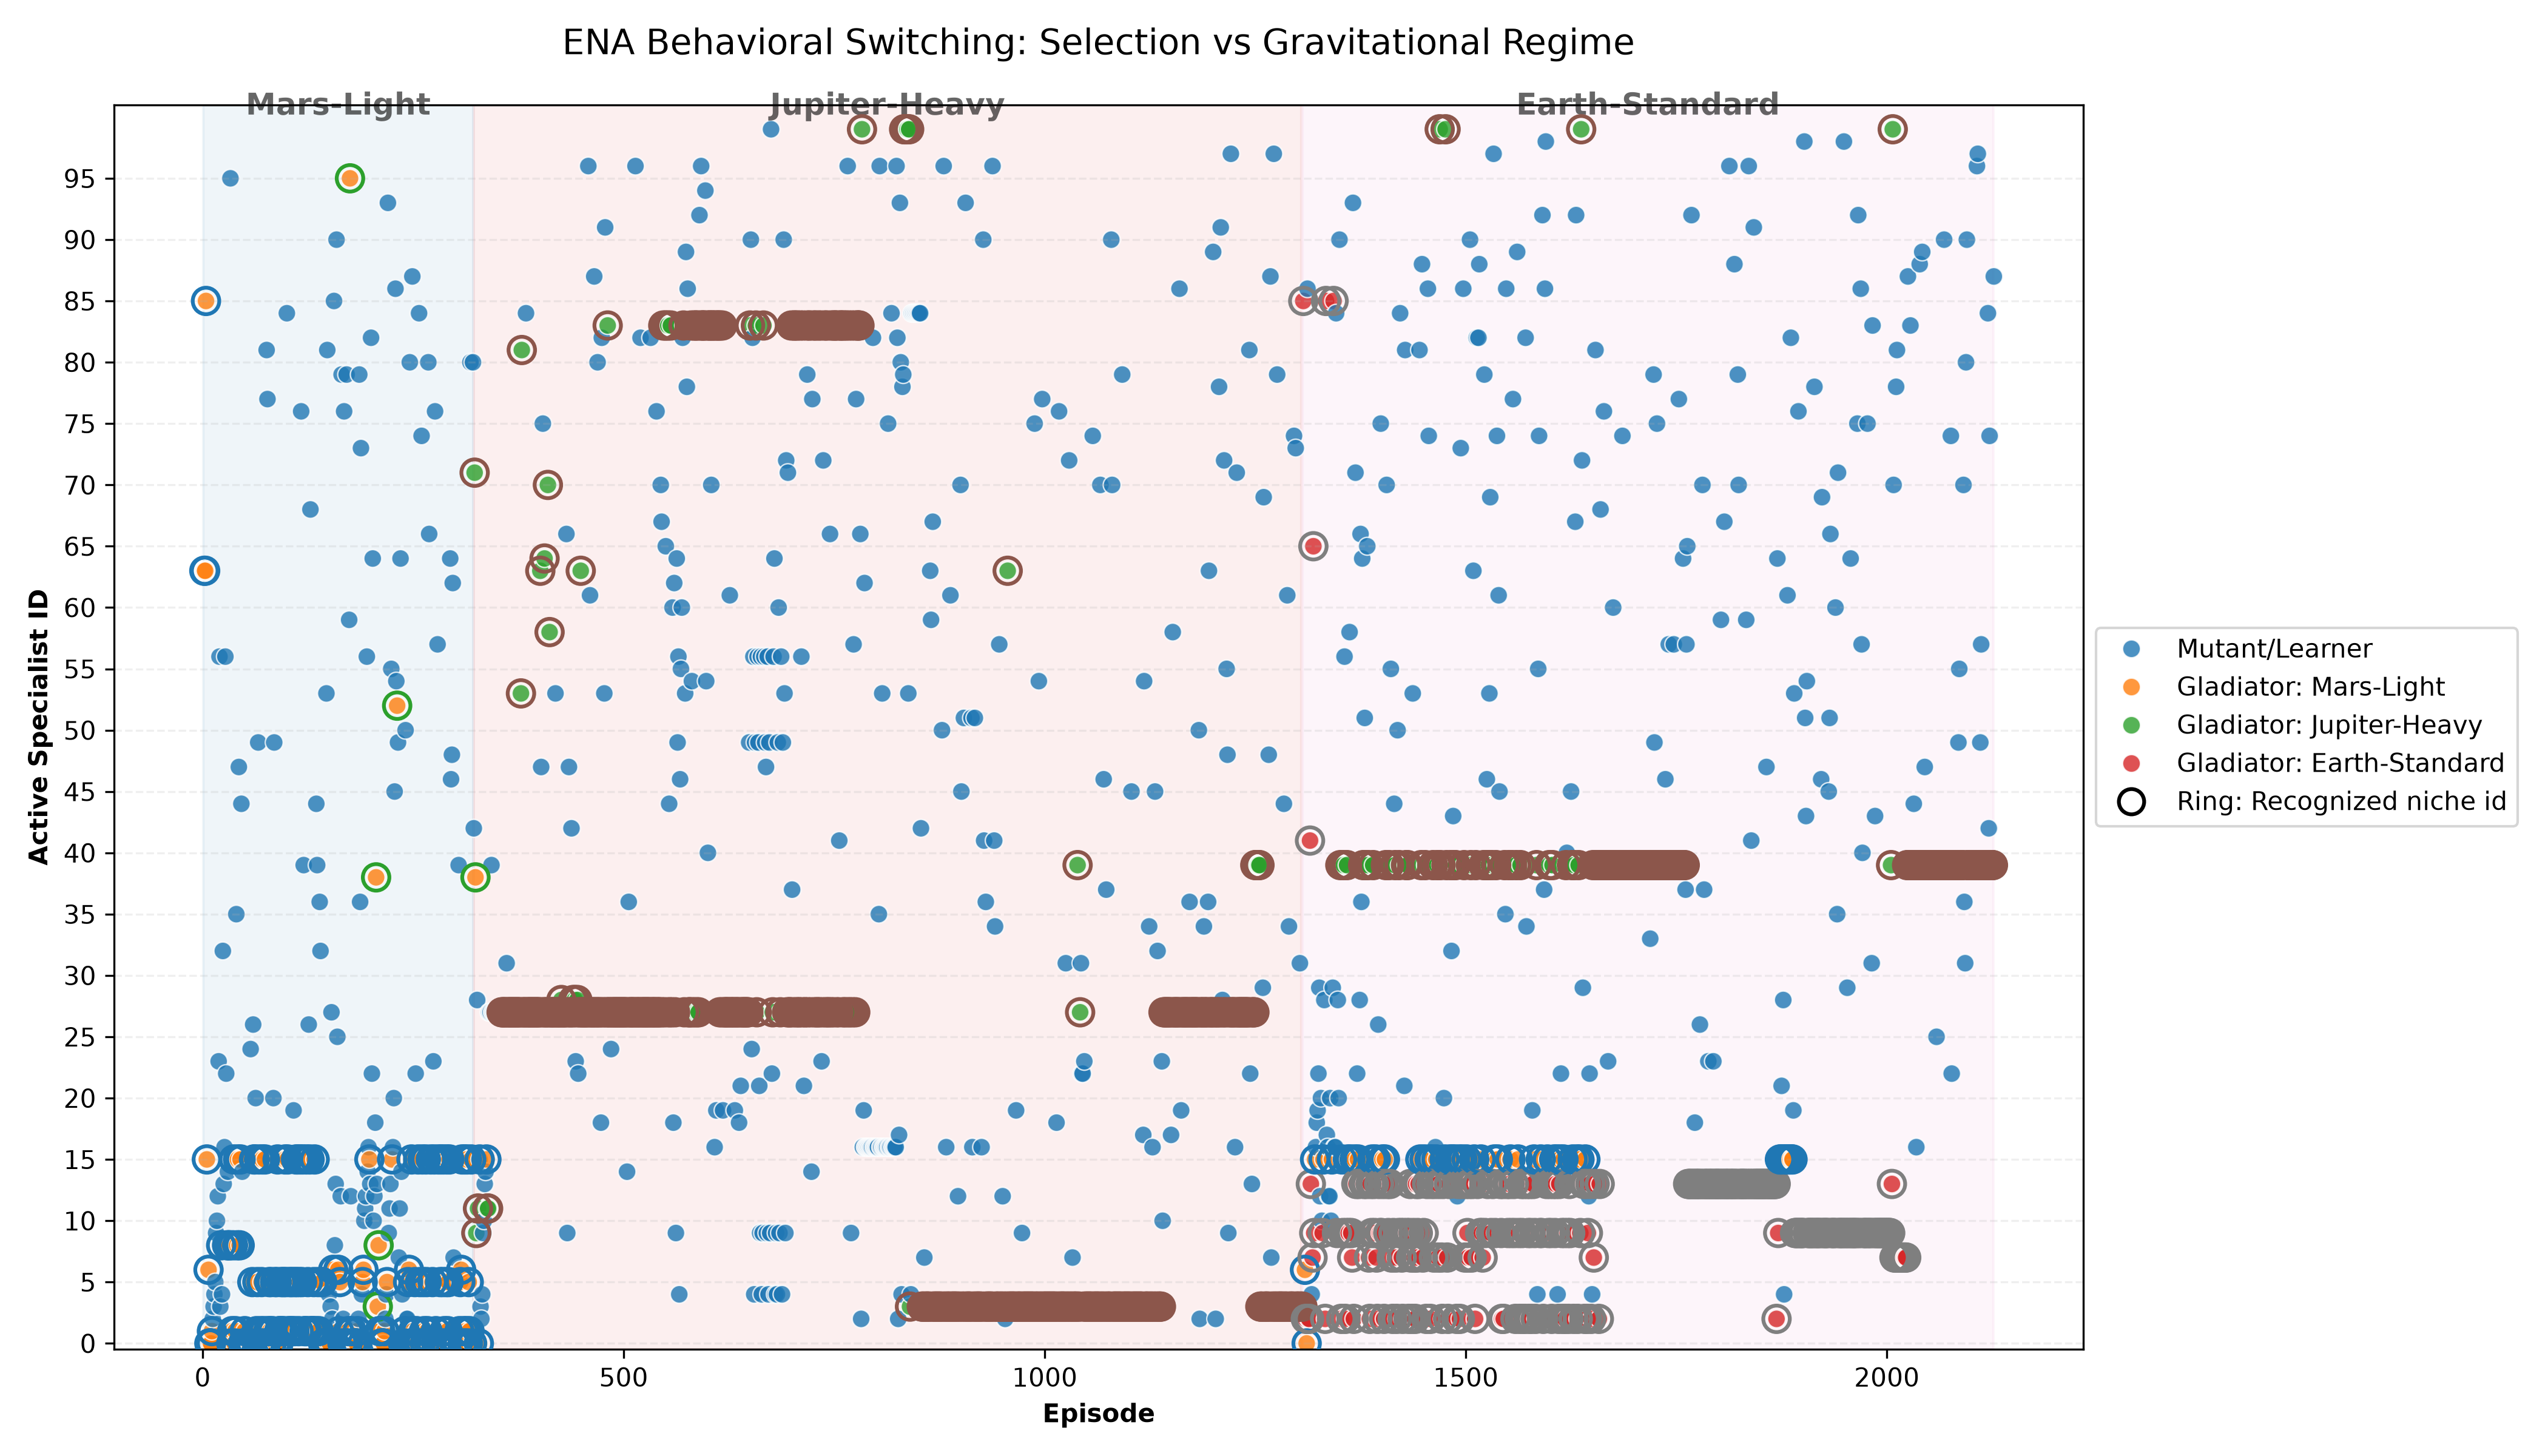 ENA Behavioral Switching: Selection vs Gravitational Regime
Mars-Light
Jupiter-Heavy
Earth-Standard
95
90
85
80
75
70
65
60
55
50
45
40
35
30
25
20
15
10
5
0
Active Specialist ID
0
500
1000
1500
2000
Episode
Mutant/Learner
Gladiator: Mars-Light
Gladiator: Jupiter-Heavy
Gladiator: Earth-Standard
Ring: Recognized niche id